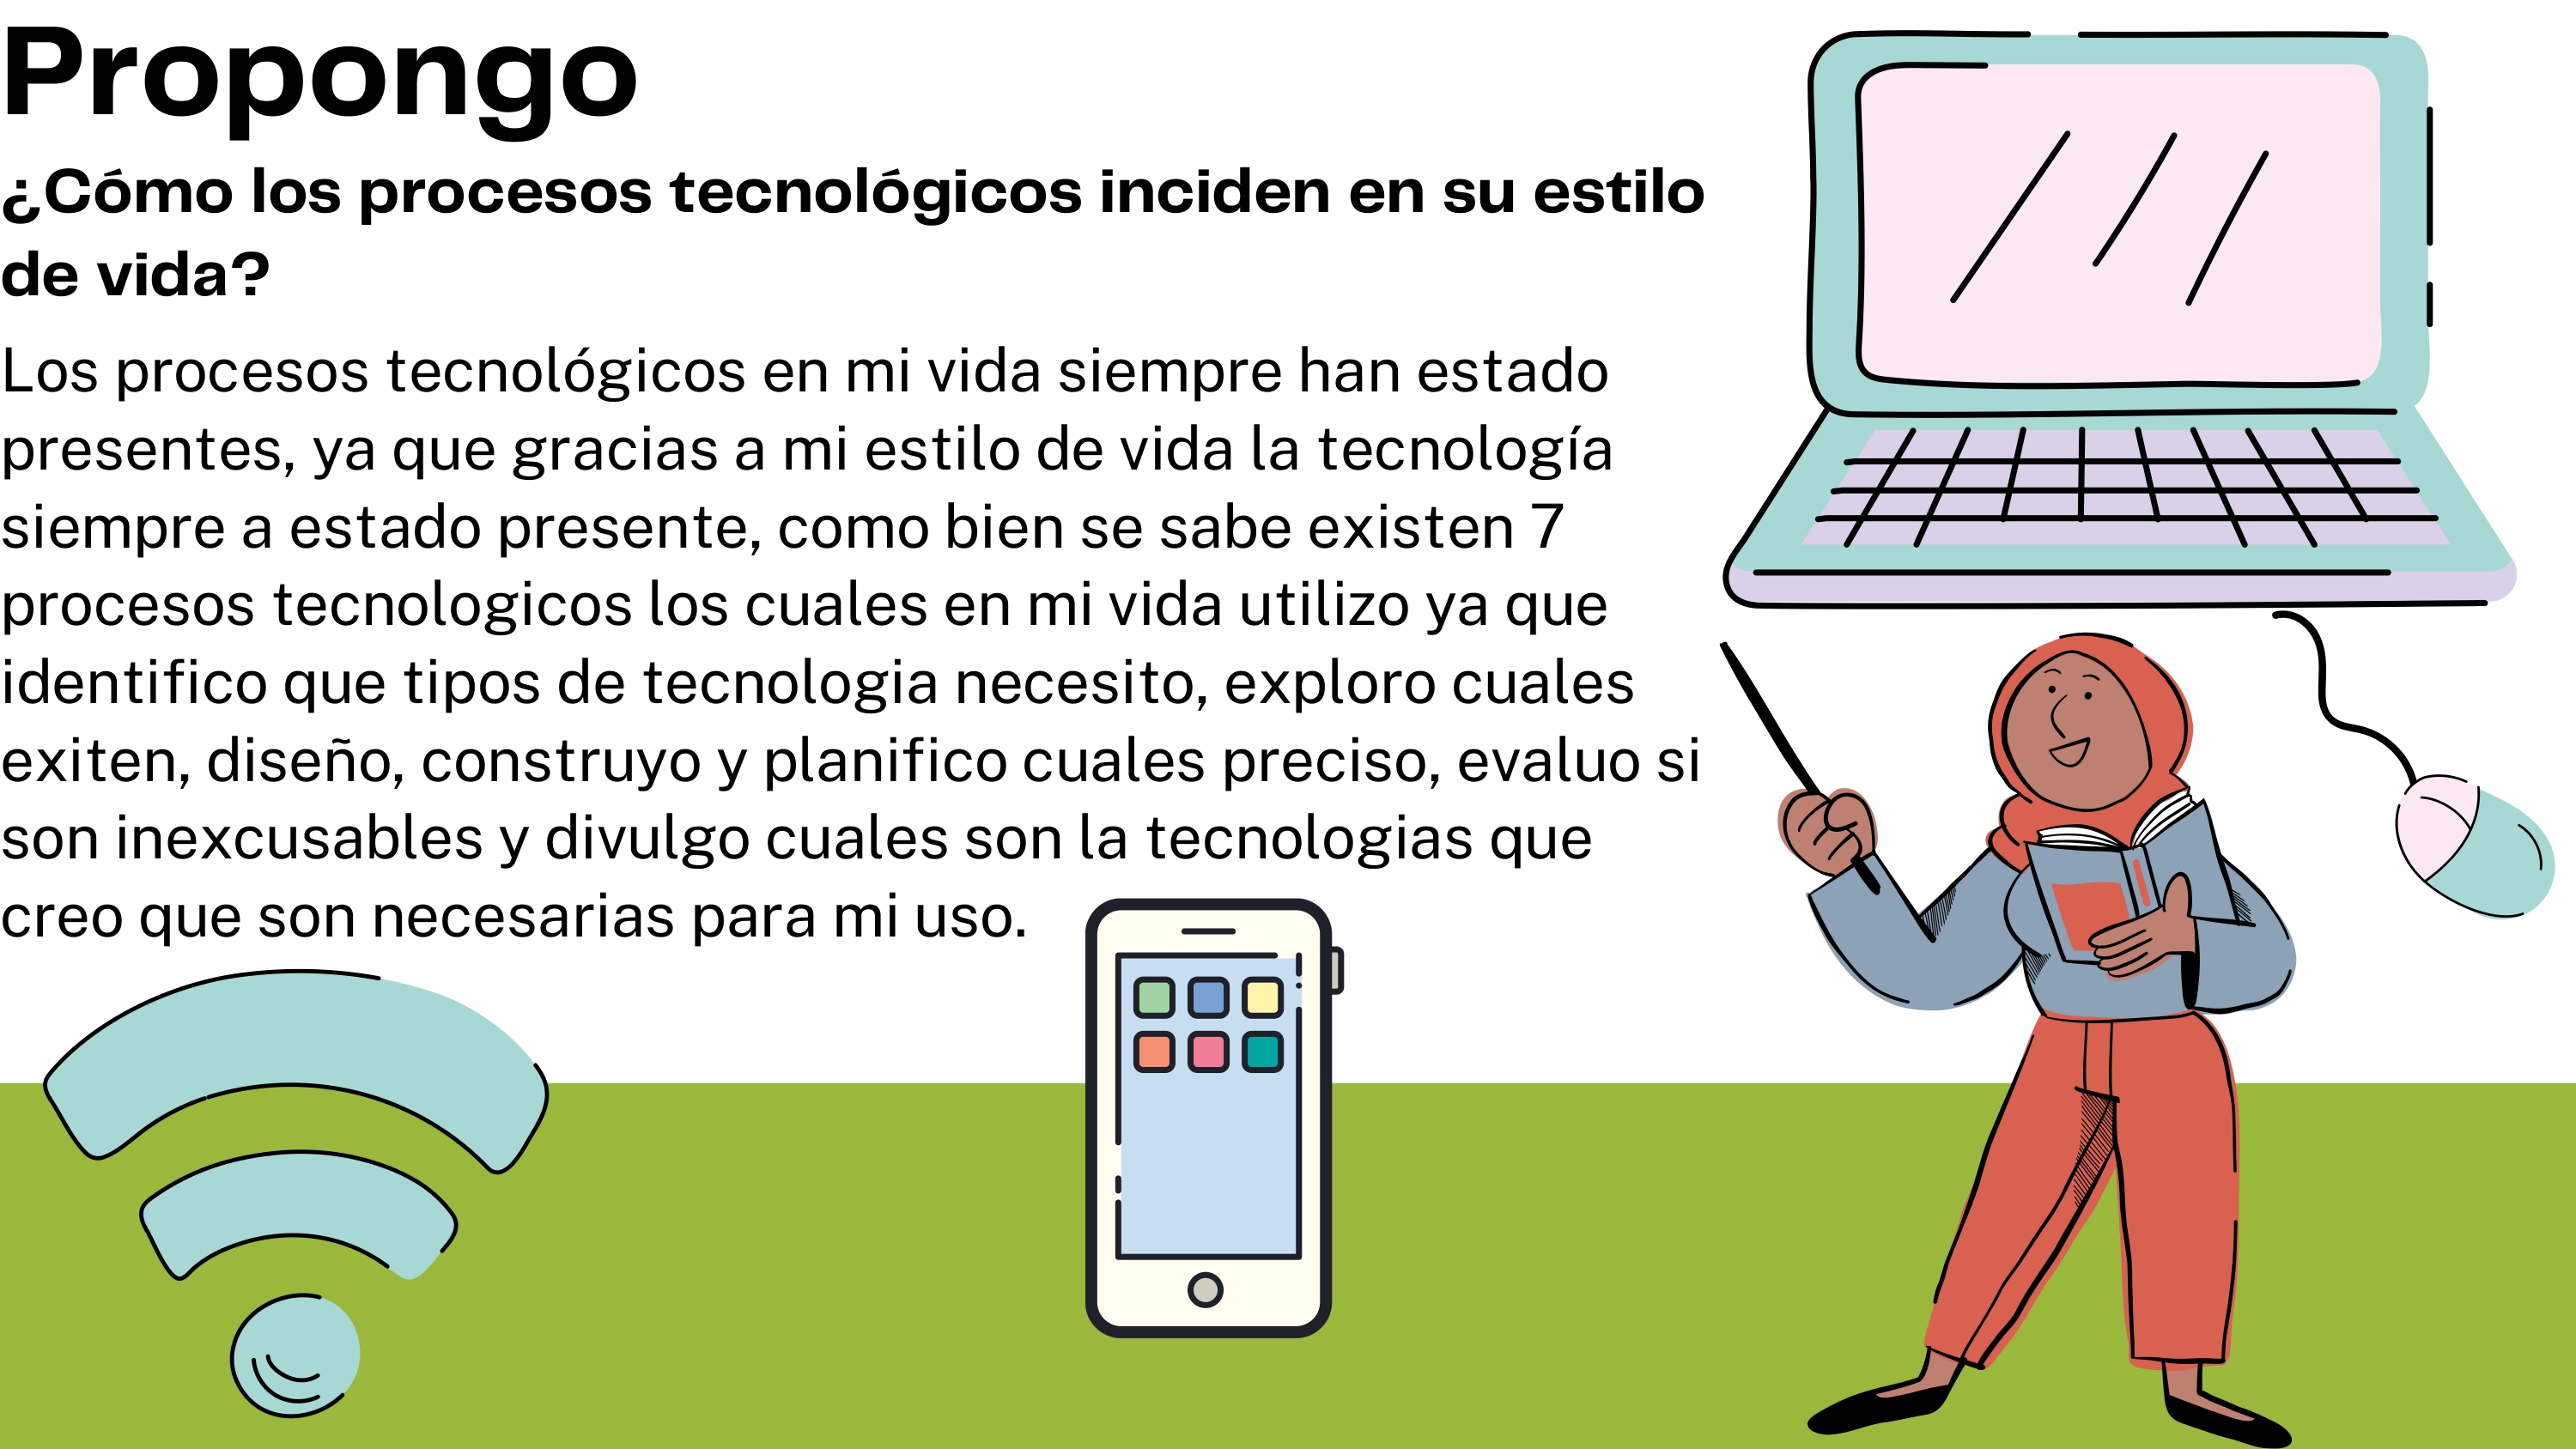 Propongo
¿Cómo los procesos tecnológicos inciden en su estilo
de vida?
Los procesos tecnológicos en mi vida siempre han estado
presentes, ya que gracias a mi estilo de vida la tecnología
siempre a estado presente, como bien se sabe existen 7
procesos tecnologicos los cuales en mi vida utilizo ya que
identifico que tipos de tecnologia necesito, exploro cuales
exiten, diseño, construyo y planifico cuales preciso, evaluo si
son inexcusables y divulgo cuales son la tecnologias que
creo que son necesarias para mi uso.